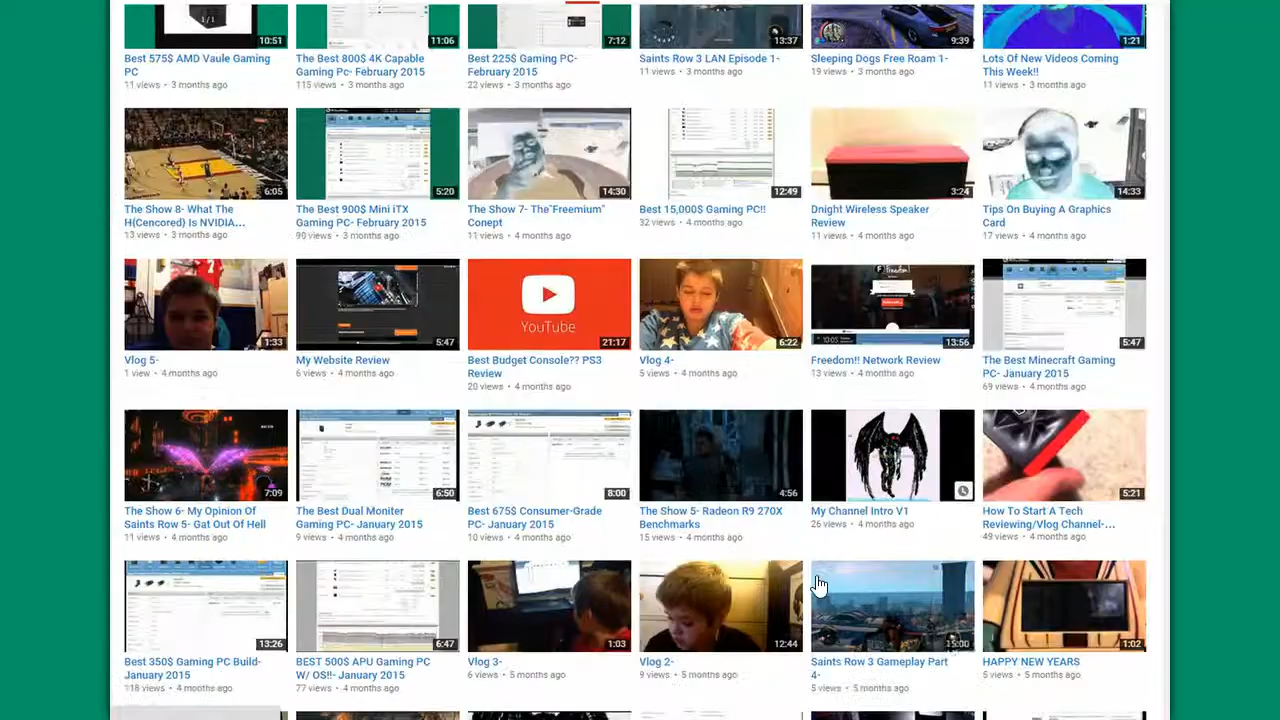 1/1
10:51
11:06
7:12
13:37
9:39
1:21
Best 575$ AMD Vaule Gaming
PC
11 views • 3 months ago
The Best 800$ 4K Capable
Gaming Pc- February 2015
115 views • 3 months ago
Best 225$ Gaming PC-
February 2015
22 views • 3 months ago
Saints Row 3 LAN Episode 1-
11 views • 3 months ago
Sleeping Dogs Free Roam 1-
19 views • 3 months ago
Lots Of New Videos Coming
This Week!!
11 views • 3 months ago
6:05
5:20
14:30
12:49
3:24
14:33
The Show 8- What The
H(Cencored) Is NVIDIA...
13 views • 3 months ago
The Best 900$ Mini iTX
Gaming PC- February 2015
90 views • 3 months ago
The Show 7- The"Freemium"
Conept
11 views • 4 months ago
Best 15,000$ Gaming PC!!
32 views • 4 months ago
Dnight Wireless Speaker
Review
11 views • 4 months ago
Tips On Buying A Graphics
Card
17 views • 4 months ago
1:33
5:47
YouTube
21:17
6:22
Freedom!
13:56
5:47
Vlog 5-
1 view • 4 months ago
My Website Review
6 views • 4 months ago
Best Budget Console?? PS3
Review
20 views • 4 months ago
Vlog 4-
5 views • 4 months ago
Freedom!! Network Review
13 views • 4 months ago
The Best Minecraft Gaming
PC- January 2015
69 views • 4 months ago
7:09
6:50
8:00
4:56
5:21
The Show 6- My Opinion Of
Saints Row 5- Gat Out Of Hell
11 views • 4 months ago
The Best Dual Moniter
Gaming PC- January 2015
9 views • 4 months ago
Best 675$ Consumer-Grade
PC- January 2015
10 views • 4 months ago
The Show 5- Radeon R9 270X
Benchmarks
15 views • 4 months ago
My Channel Intro V1
26 views • 4 months ago
How To Start A Tech
Reviewing/Vlog Channel-...
49 views • 4 months ago
13:26
6:47
1:03
12:44
15:00
1:02
Best 350$ Gaming PC Build-
January 2015
118 views • 4 months ago
BEST 500$ APU Gaming PC
W/ OS!!- January 2015
77 views • 4 months ago
Vlog 3-
6 views • 5 months ago
Vlog 2-
9 views • 5 months ago
Saints Row 3 Gameplay Part
4-
5 views • 5 months ago
HAPPY NEW YEARS
5 views • 5 months ago